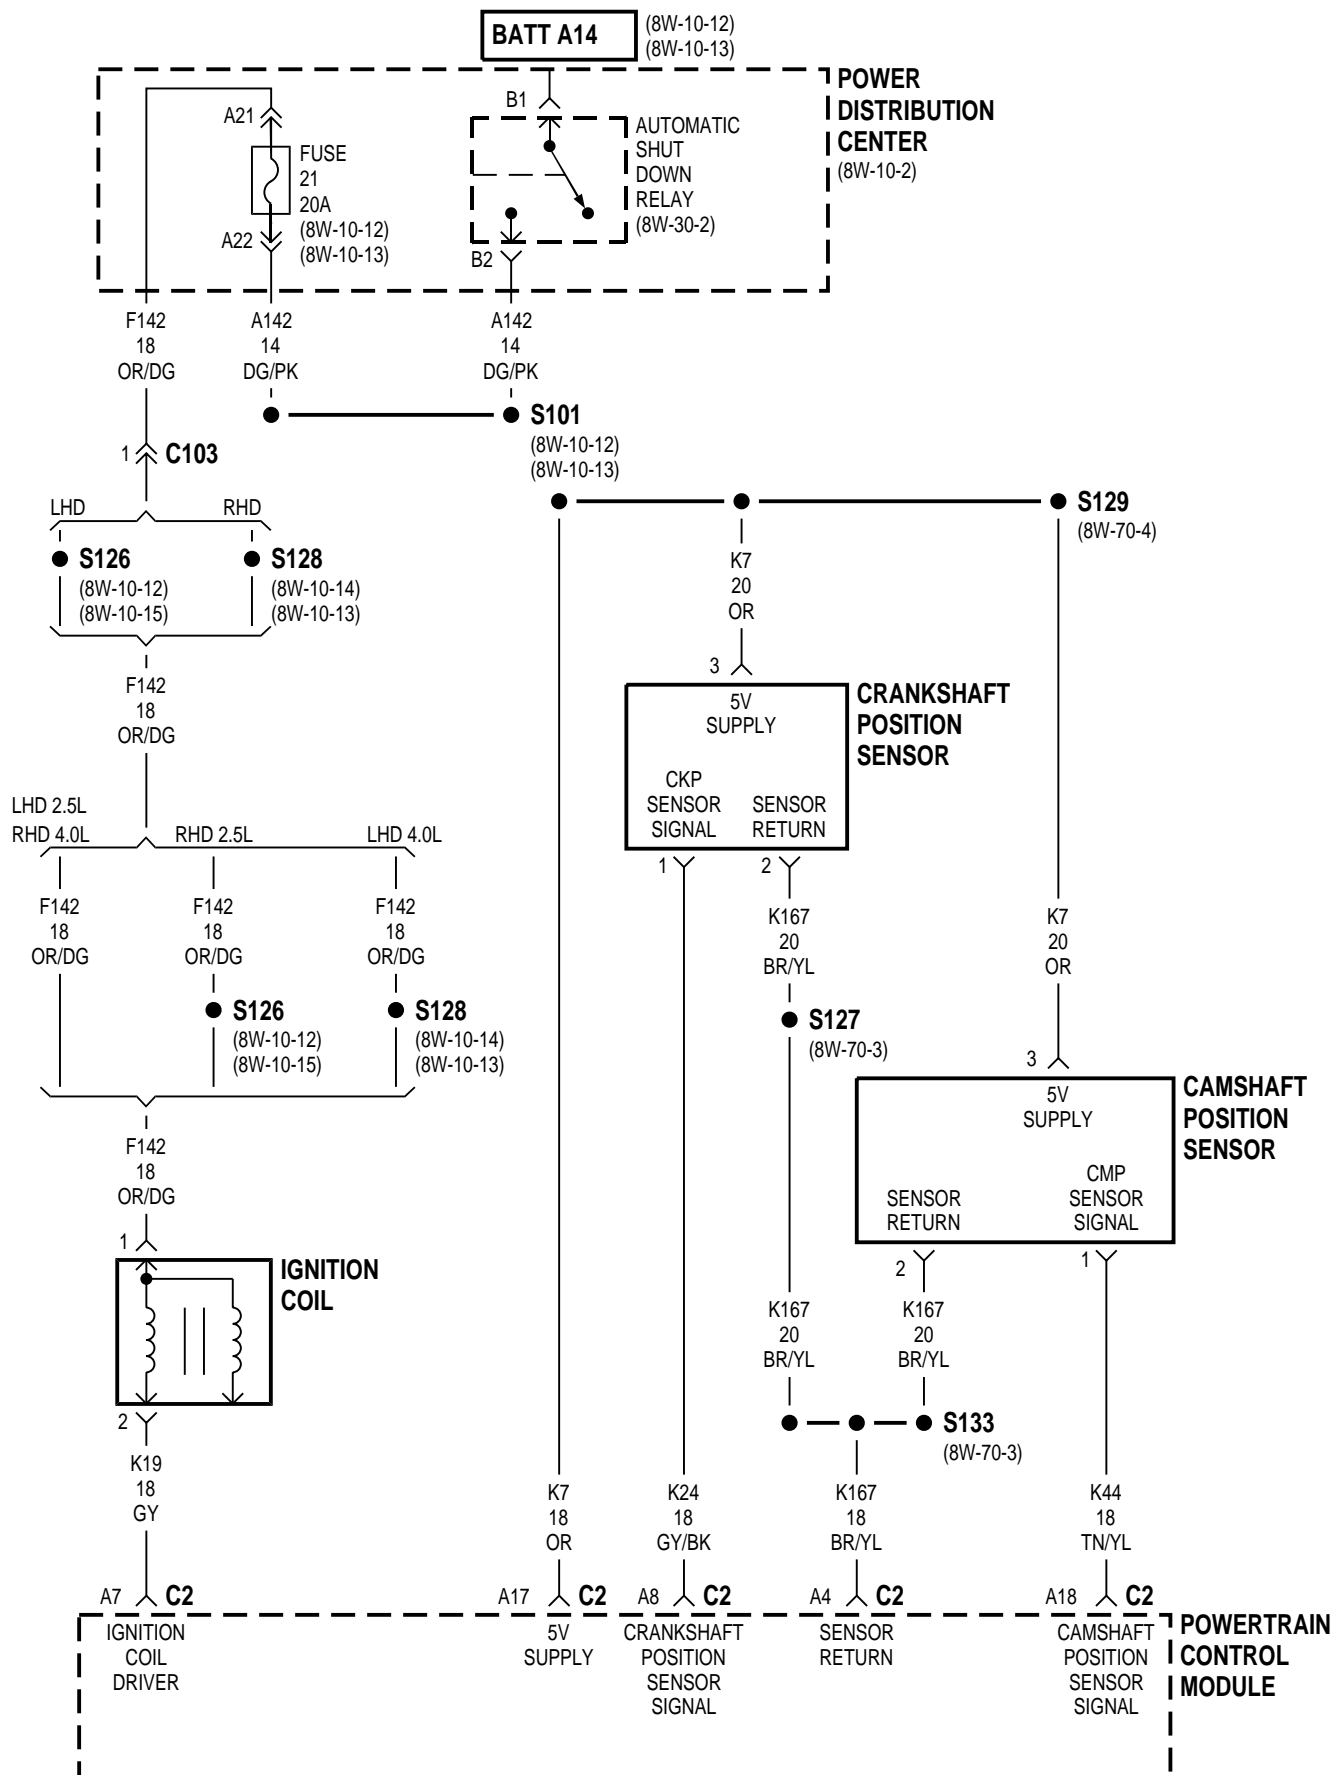 BATT A14
(8W-10-12)
(8W-10-13)
POWER
DISTRIBUTION
CENTER
(8W-10-2)
A21
FUSE
21
20A
(8W-10-12)
(8W-10-13)
A22
B1
AUTOMATIC
SHUT
DOWN
RELAY
(8W-30-2)
B2
F142
18
OR/DG
A142
14
DG/PK
A142
14
DG/PK
S101
(8W-10-12)
(8W-10-13)
1
C103
LHD
RHD
S126
(8W-10-12)
(8W-10-15)
S128
(8W-10-14)
(8W-10-13)
S129
(8W-70-4)
K7
20
OR
F142
18
OR/DG
3
5V
SUPPLY
CRANKSHAFT
POSITION
SENSOR
CKP
SENSOR
SIGNAL
SENSOR
RETURN
1
2
LHD 2.5L
RHD 4.0L
RHD 2.5L
LHD 4.0L
F142
18
OR/DG
F142
18
OR/DG
F142
18
OR/DG
K167
20
BR/YL
K7
20
OR
S126
(8W-10-12)
(8W-10-15)
S128
(8W-10-14)
(8W-10-13)
S127
(8W-70-3)
3
5V
SUPPLY
CAMSHAFT
POSITION
SENSOR
SENSOR
RETURN
CMP
SENSOR
SIGNAL
2
1
F142
18
OR/DG
1
IGNITION
COIL
2
K167
20
BR/YL
K167
20
BR/YL
S133
(8W-70-3)
K19
18
GY
K7
18
OR
K24
18
GY/BK
K167
18
BR/YL
K44
18
TN/YL
A7
C2
A17
C2
A8
C2
A4
C2
A18
C2
IGNITION
COIL
DRIVER
5V
SUPPLY
CRANKSHAFT
POSITION
SENSOR
SIGNAL
SENSOR
RETURN
CAMSHAFT
POSITION
SENSOR
SIGNAL
POWERTRAIN
CONTROL
MODULE